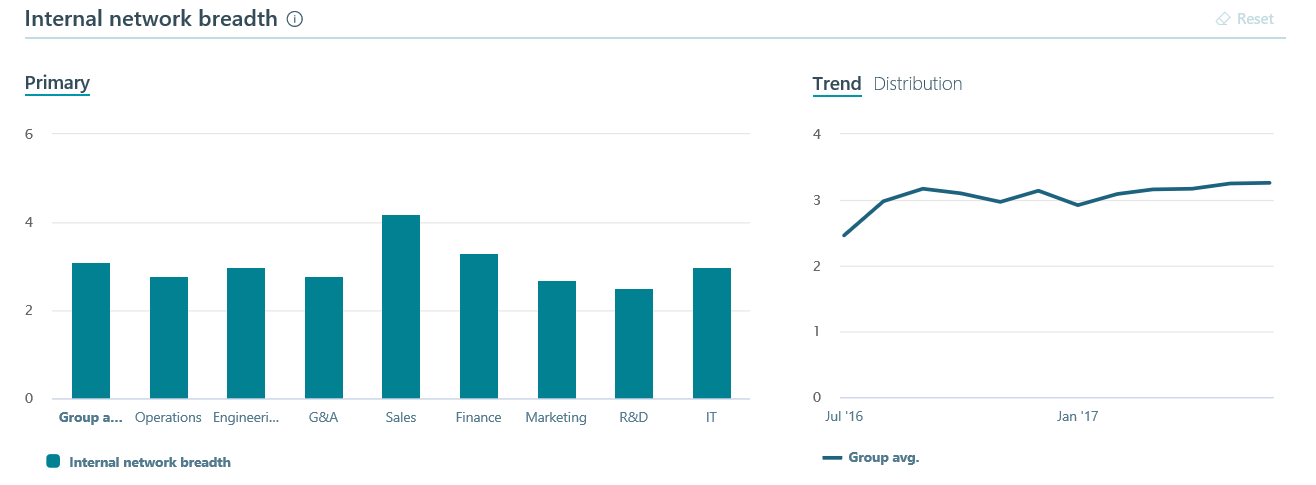 Internal network breadth
Reset
Primary
6
4
2
0
Group a... Operations Engineeri... G&A Sales Finance Marketing R&D IT
Internal network breadth
Trend Distribution
4
3
2
1
0
Jul '16 Jan '17
Group avg.